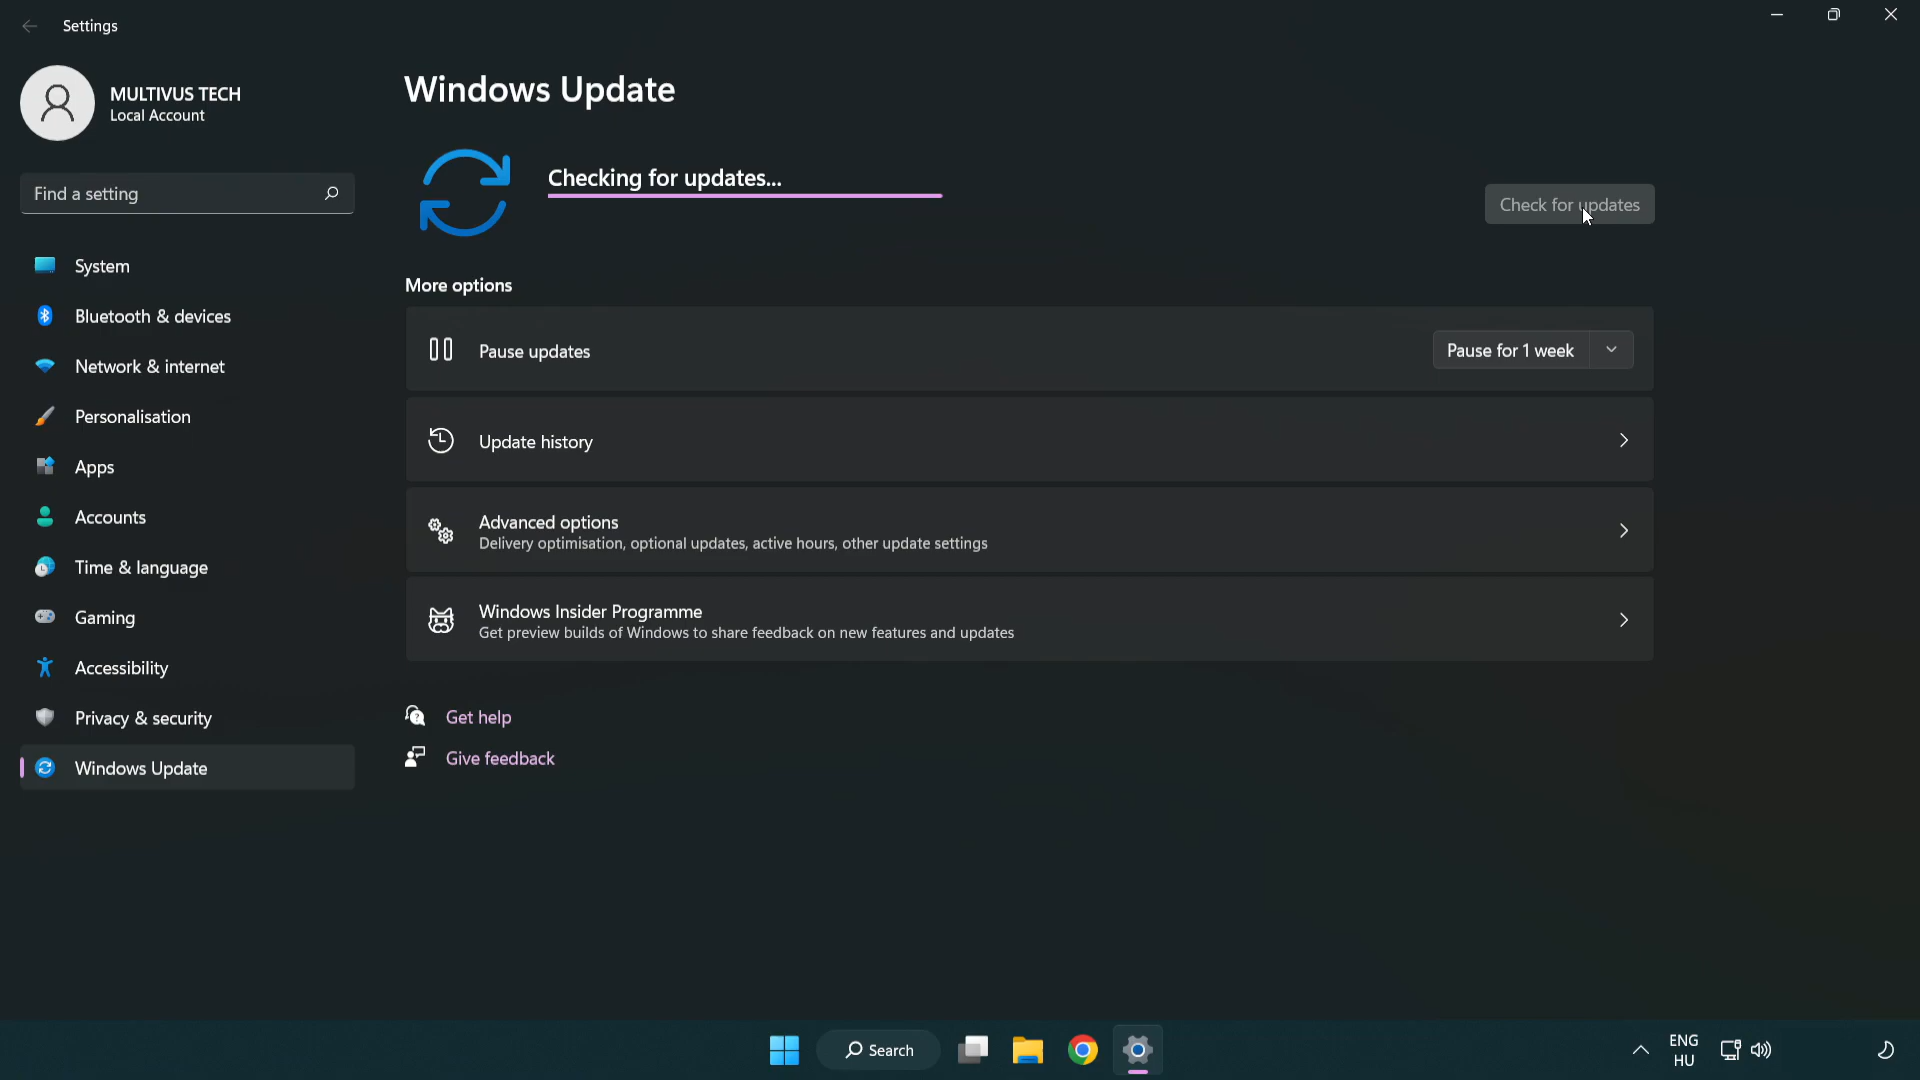 Settings
MULTIVUS TECH
Local Account
Find a setting
System
Bluetooth & devices
Network & internet
Personalisation
Apps
Accounts
Time & language
Gaming
Accessibility
Privacy & security
Windows Update
Windows Update
Checking for updates...
Check for updates
More options
Pause updates
Pause for 1 week
Update history
Advanced options
Delivery optimisation, optional updates, active hours, other update settings
Windows Insider Programme
Get preview builds of Windows to share feedback on new features and updates
Get help
Give feedback
Search
ENG
HU